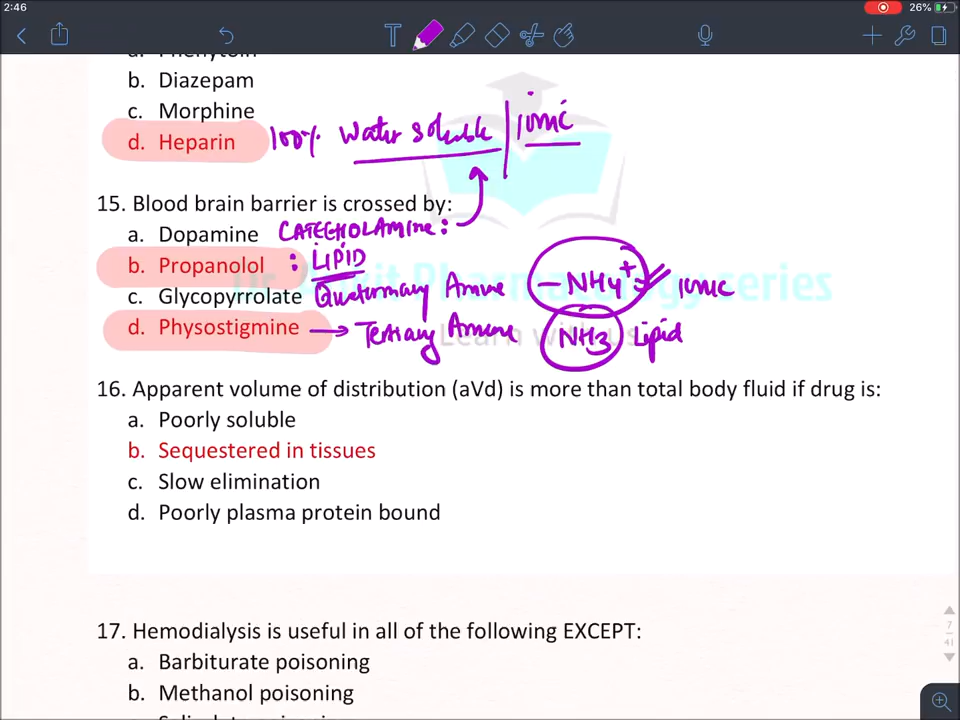 2:46
26%
a. Phenytoin
b. Diazepam
c. Morphine
d. Heparin 100% Water soluble | ionic
15. Blood brain barrier is crossed by:
a. Dopamine CATECHOLAMINE:
b. Propanolol : LIPID
c. Glycopyrrolate Quaternary Amine - NH4+ ionic
d. Physostigmine → Tertiary Amine NH3 Lipid
16. Apparent volume of distribution (aVd) is more than total body fluid if drug is:
a. Poorly soluble
b. Sequestered in tissues
c. Slow elimination
d. Poorly plasma protein bound
17. Hemodialysis is useful in all of the following EXCEPT:
a. Barbiturate poisoning
b. Methanol poisoning
7
41